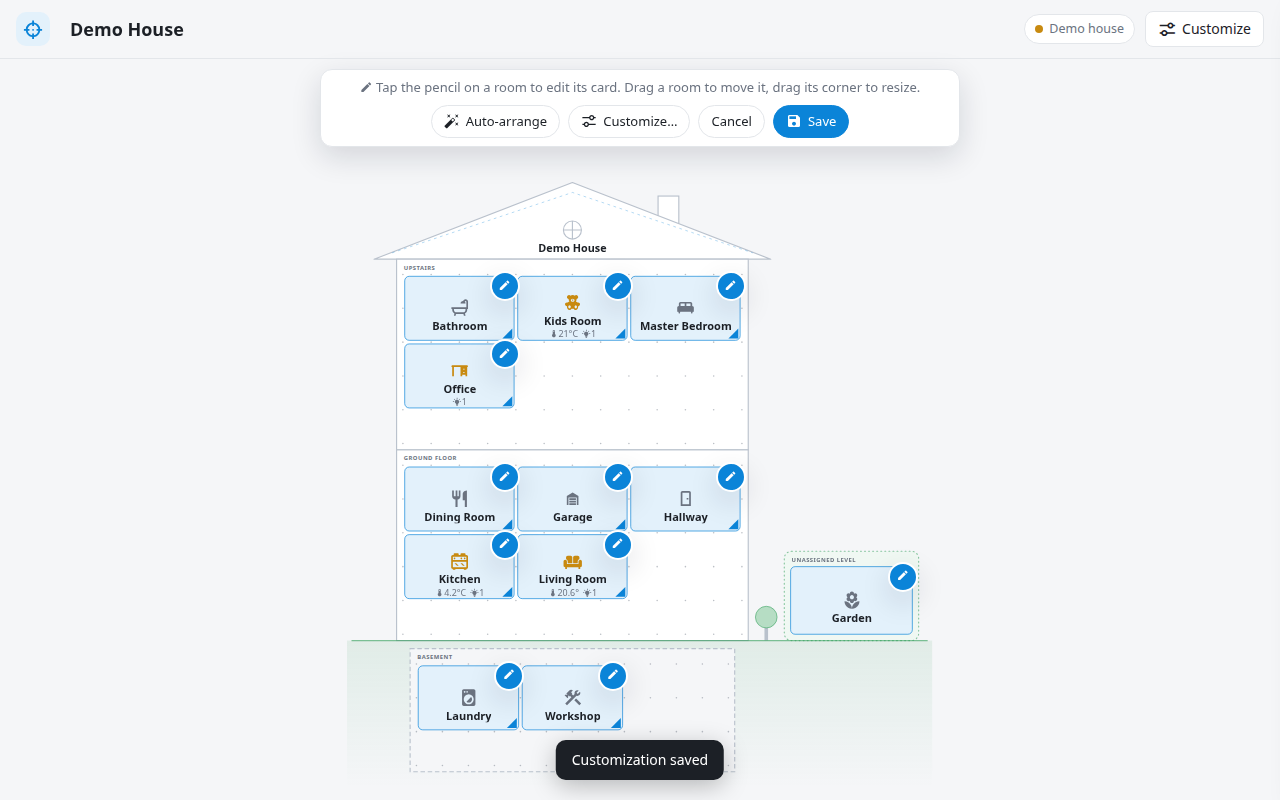 Demo House
Demo house
Customize
Tap the pencil on a room to edit its card. Drag a room to move it, drag its corner to resize.
Auto-arrange
Customize...
Cancel
Save
Demo House
UPSTAIRS
Bathroom
Kids Room
21°C 1
Master Bedroom
Office
1
GROUND FLOOR
Dining Room
Garage
Hallway
Kitchen
4.2°C 1
Living Room
20.6° 1
UNASSIGNED LEVEL
Garden
BASEMENT
Laundry
Workshop
Customization saved